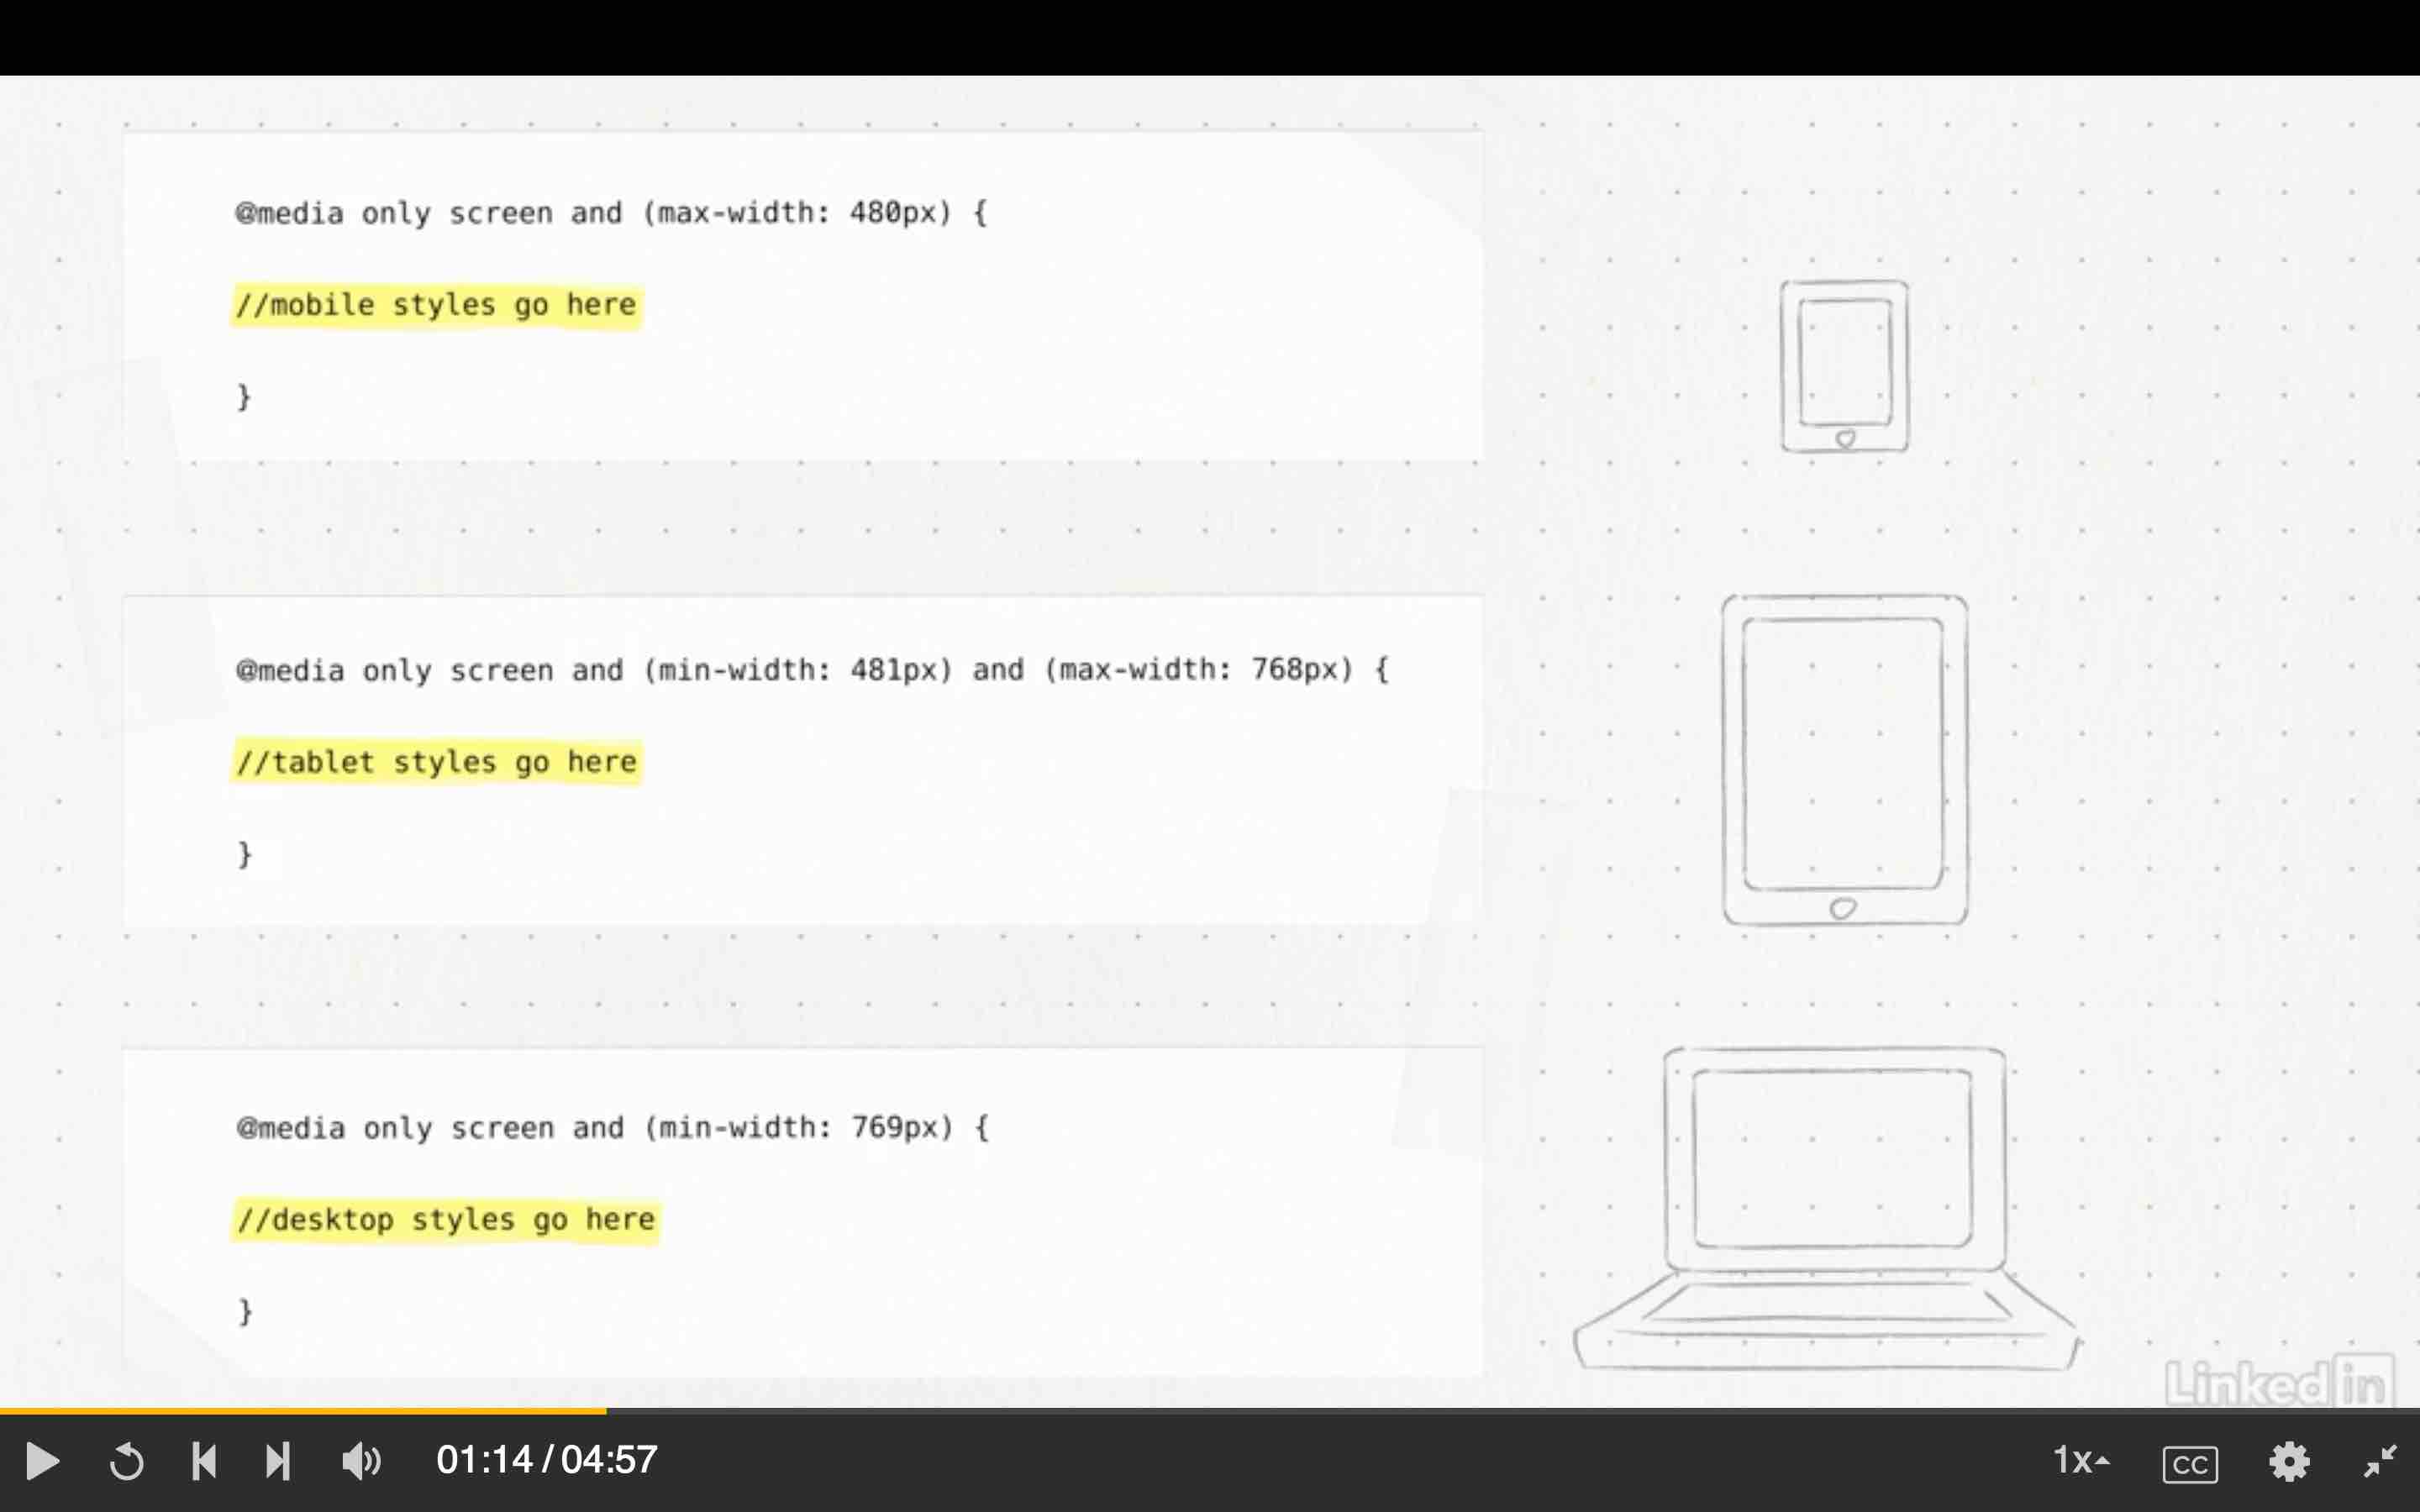 @media only screen and (max-width: 480px) {
//mobile styles go here
}
@media only screen and (min-width: 481px) and (max-width: 768px) {
//tablet styles go here
}
@media only screen and (min-width: 769px) {
//desktop styles go here
}
Linked in
01:14 / 04:57
1x
CC